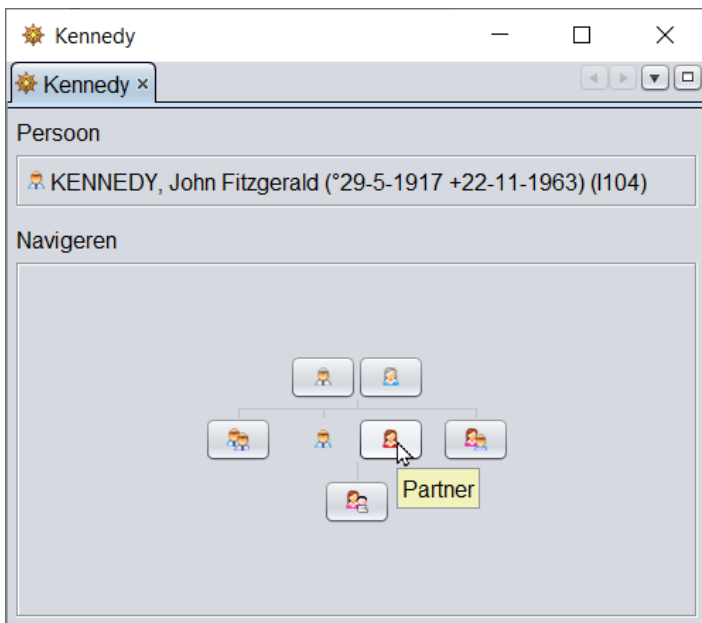 Kennedy
Kennedy
Persoon
KENNEDY, John Fitzgerald (°29-5-1917 +22-11-1963) (I104)
Navigeren
Partner